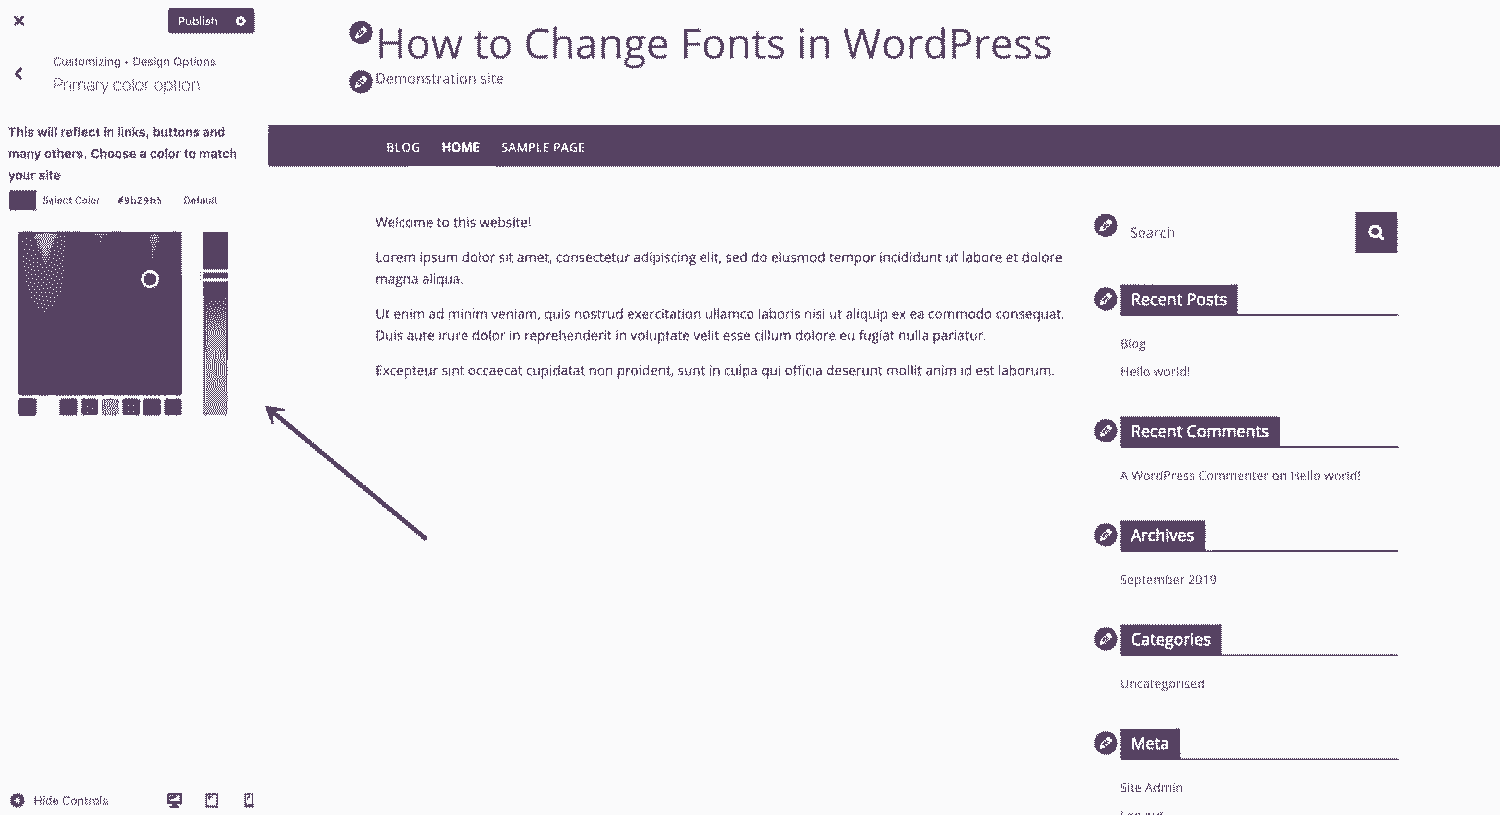 Publish
Customizing • Design Options
Primary color option
This will reflect in links, buttons and
many others. Choose a color to match
your site
Select Color #9b29b5 Default
Hide Controls
How to Change Fonts in WordPress
Demonstration site
BLOG HOME SAMPLE PAGE
Welcome to this website!
Lorem ipsum dolor sit amet, consectetur adipiscing elit, sed do eiusmod tempor incididunt ut labore et dolore
magna aliqua.
Ut enim ad minim veniam, quis nostrud exercitation ullamco laboris nisi ut aliquip ex ea commodo consequat.
Duis aute irure dolor in reprehenderit in voluptate velit esse cillum dolore eu fugiat nulla pariatur.
Excepteur sint occaecat cupidatat non proident, sunt in culpa qui officia deserunt mollit anim id est laborum.
Search
Recent Posts
Blog
Hello world!
Recent Comments
A WordPress Commenter on Hello world!
Archives
September 2019
Categories
Uncategorised
Meta
Site Admin